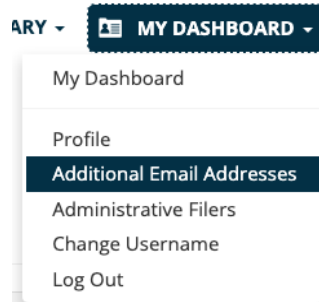 ARY MY DASHBOARD
My Dashboard
Profile
Additional Email Addresses
Administrative Filers
Change Username
Log Out